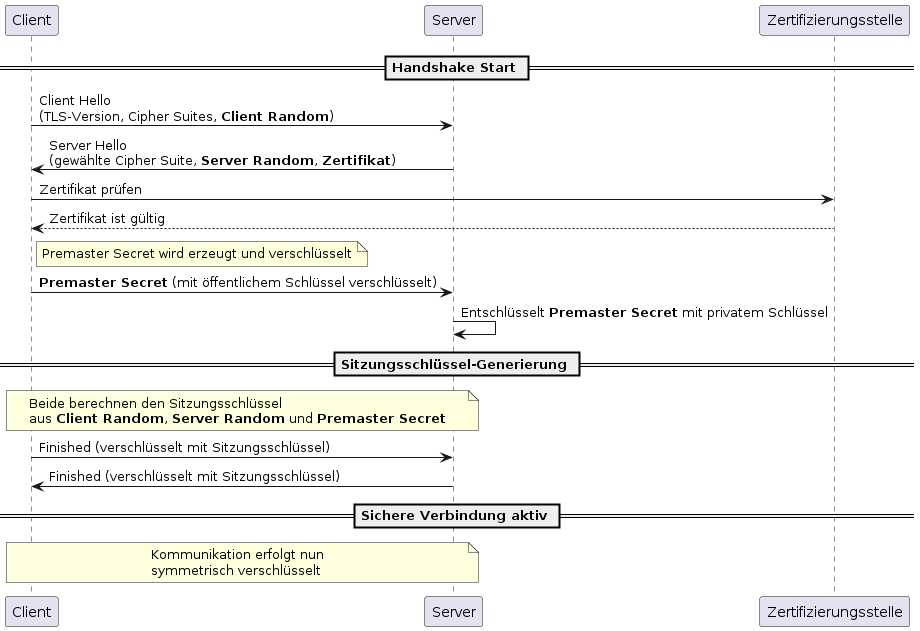 Client
Server
Zertifizierungsstelle
Handshake Start
Client Hello
(TLS-Version, Cipher Suites, Client Random)
Server Hello
(gewählte Cipher Suite, Server Random, Zertifikat)
Zertifikat prüfen
Zertifikat ist gültig
Premaster Secret wird erzeugt und verschlüsselt
Premaster Secret (mit öffentlichem Schlüssel verschlüsselt)
Entschlüsselt Premaster Secret mit privatem Schlüssel
Sitzungsschlüssel-Generierung
Beide berechnen den Sitzungsschlüssel
aus Client Random, Server Random und Premaster Secret
Finished (verschlüsselt mit Sitzungsschlüssel)
Finished (verschlüsselt mit Sitzungsschlüssel)
Sichere Verbindung aktiv
Kommunikation erfolgt nun
symmetrisch verschlüsselt
Client
Server
Zertifizierungsstelle